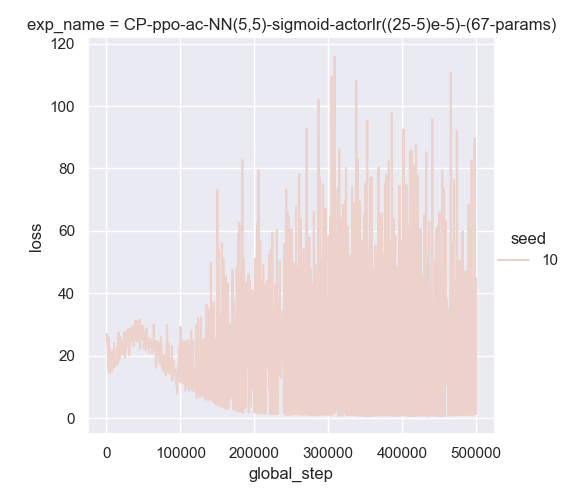 exp_name = CP-ppo-ac-NN(5,5)-sigmoid-actorlr((25-5)e-5)-(67-params)
120
100
80
60
40
20
0
loss
0 100000 200000 300000 400000 500000
global_step
seed
10